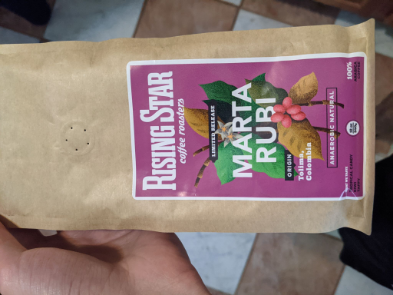 RISING STAR
coffee roasters
LIMITED RELEASE
MARTA
RUBI
ORIGIN
Tolima,
Colombia
ANAEROBIC NATURAL
100%